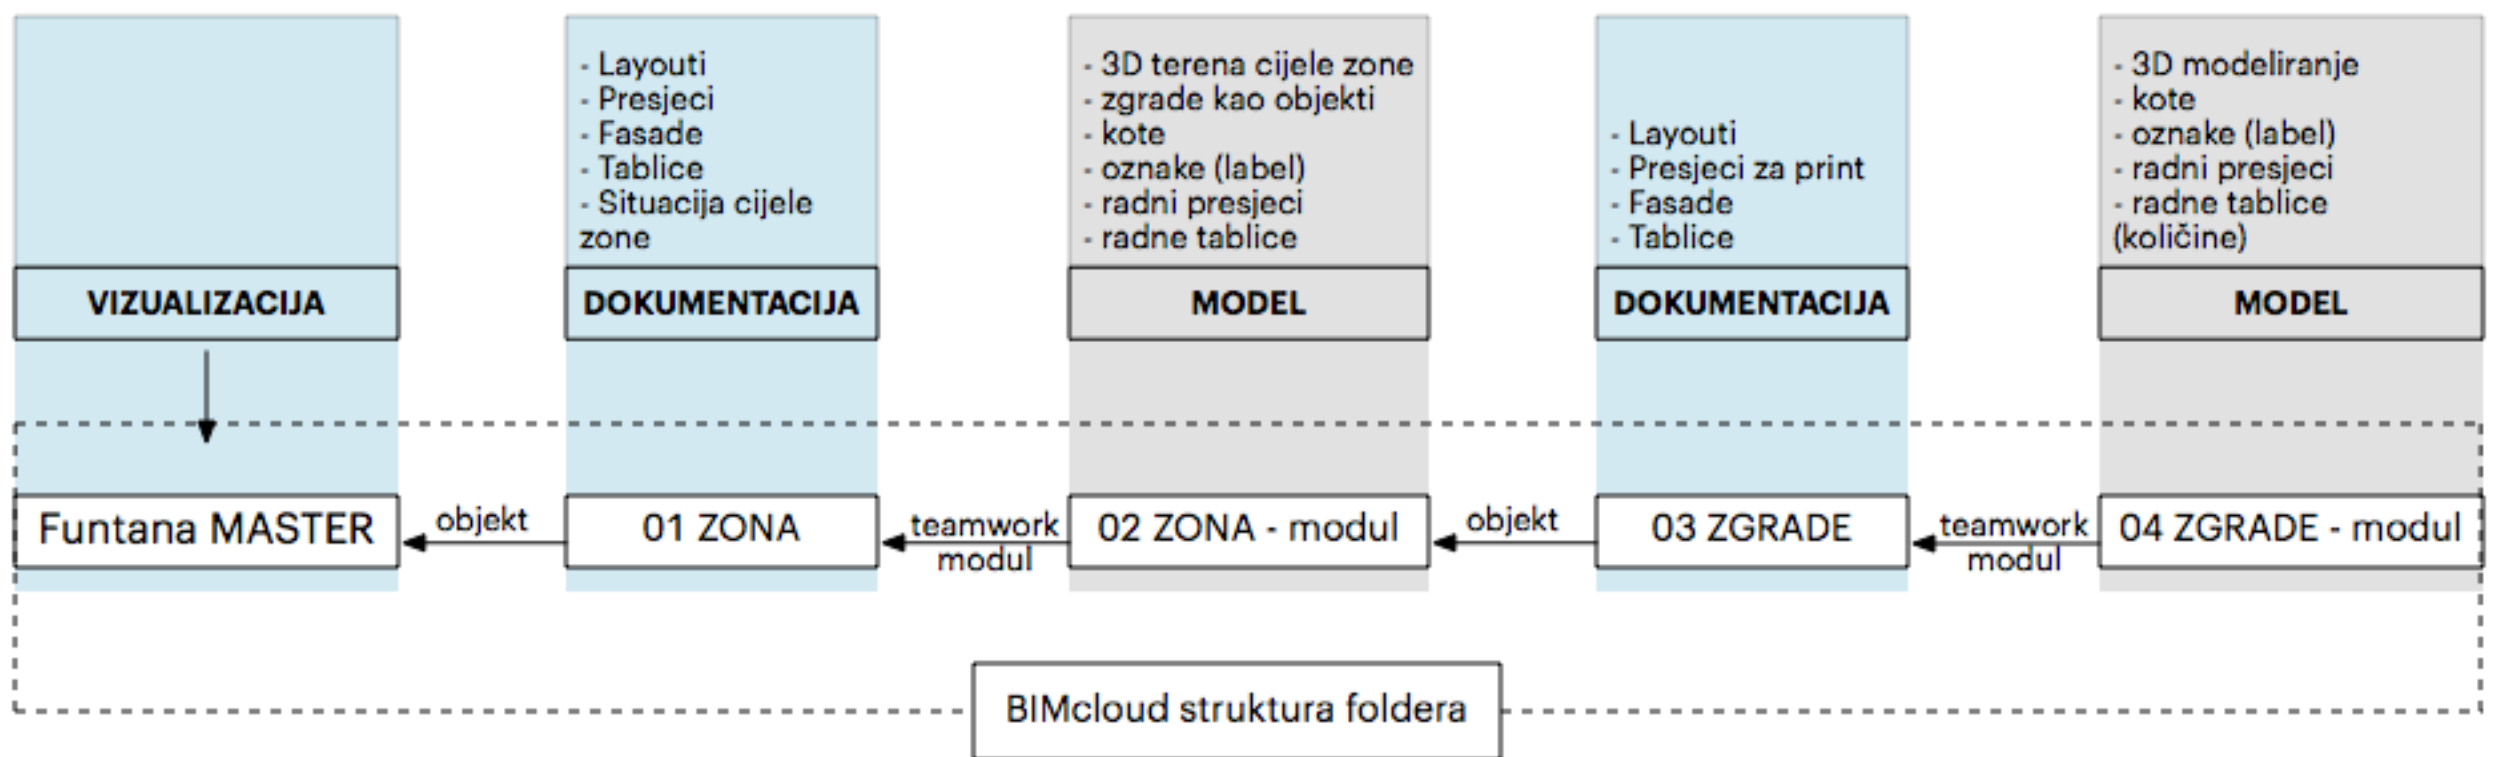 - Layouti
- Presjeci
- Fasade
- Tablice
- Situacija cijele
zone
- 3D terena cijele zone
- zgrade kao objekti
- kote
- oznake (label)
- radni presjeci
- radne tablice
- Layouti
- Presjeci za print
- Fasade
- Tablice
- 3D modeliranje
- kote
- oznake (label)
- radni presjeci
- radne tablice
(količine)
VIZUALIZACIJA
DOKUMENTACIJA
MODEL
DOKUMENTACIJA
MODEL
Funtana MASTER
objekt
01 ZONA
teamwork
modul
02 ZONA - modul
objekt
03 ZGRADE
teamwork
modul
04 ZGRADE - modul
BIMcloud struktura foldera